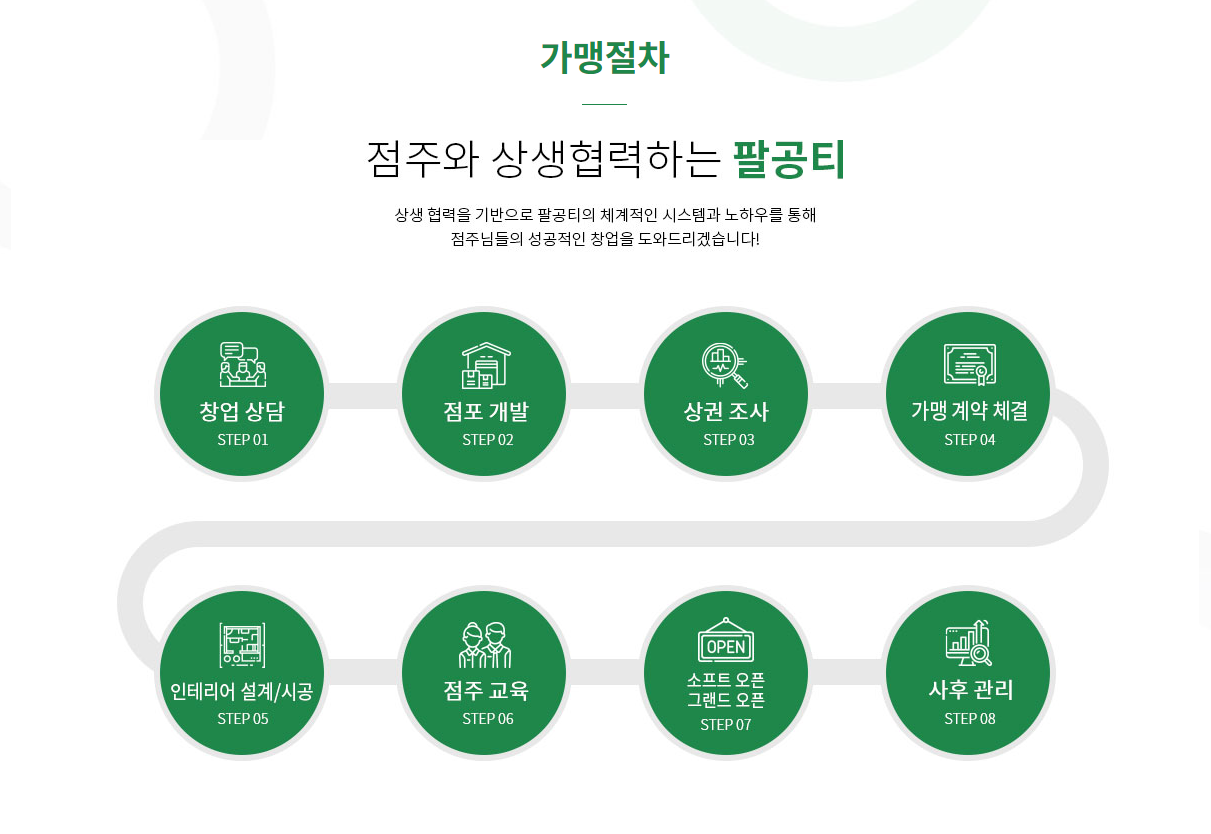 가맹절차
점주와 상생협력하는 팔공티
상생 협력을 기반으로 팔공티의 체계적인 시스템과 노하우를 통해
점주님들의 성공적인 창업을 도와드리겠습니다!
창업 상담
STEP 01
점포 개발
STEP 02
상권 조사
STEP 03
가맹 계약 체결
STEP 04
인테리어 설계/시공
STEP 05
점주 교육
STEP 06
OPEN
소프트 오픈
그랜드 오픈
STEP 07
사후 관리
STEP 08